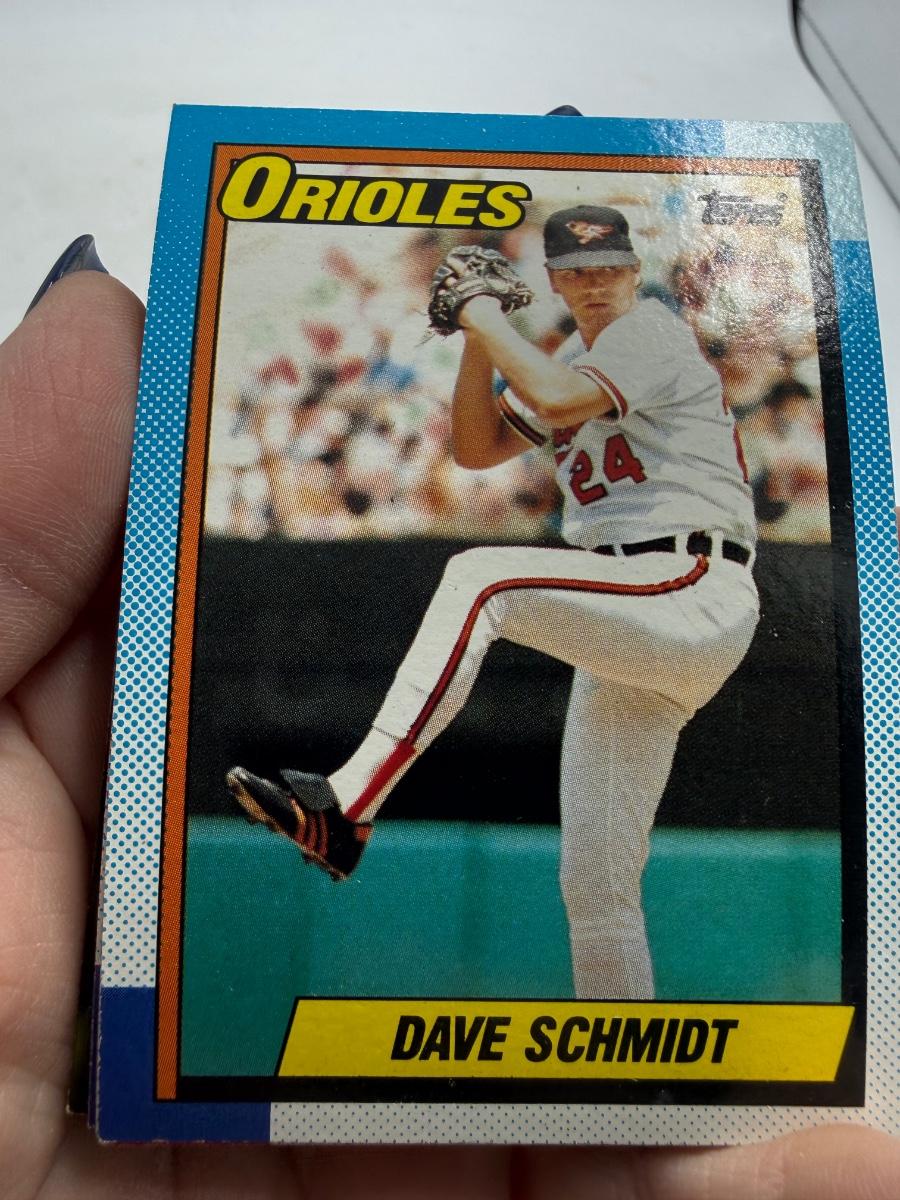 ORIOLES
Topps
24
DAVE SCHMIDT